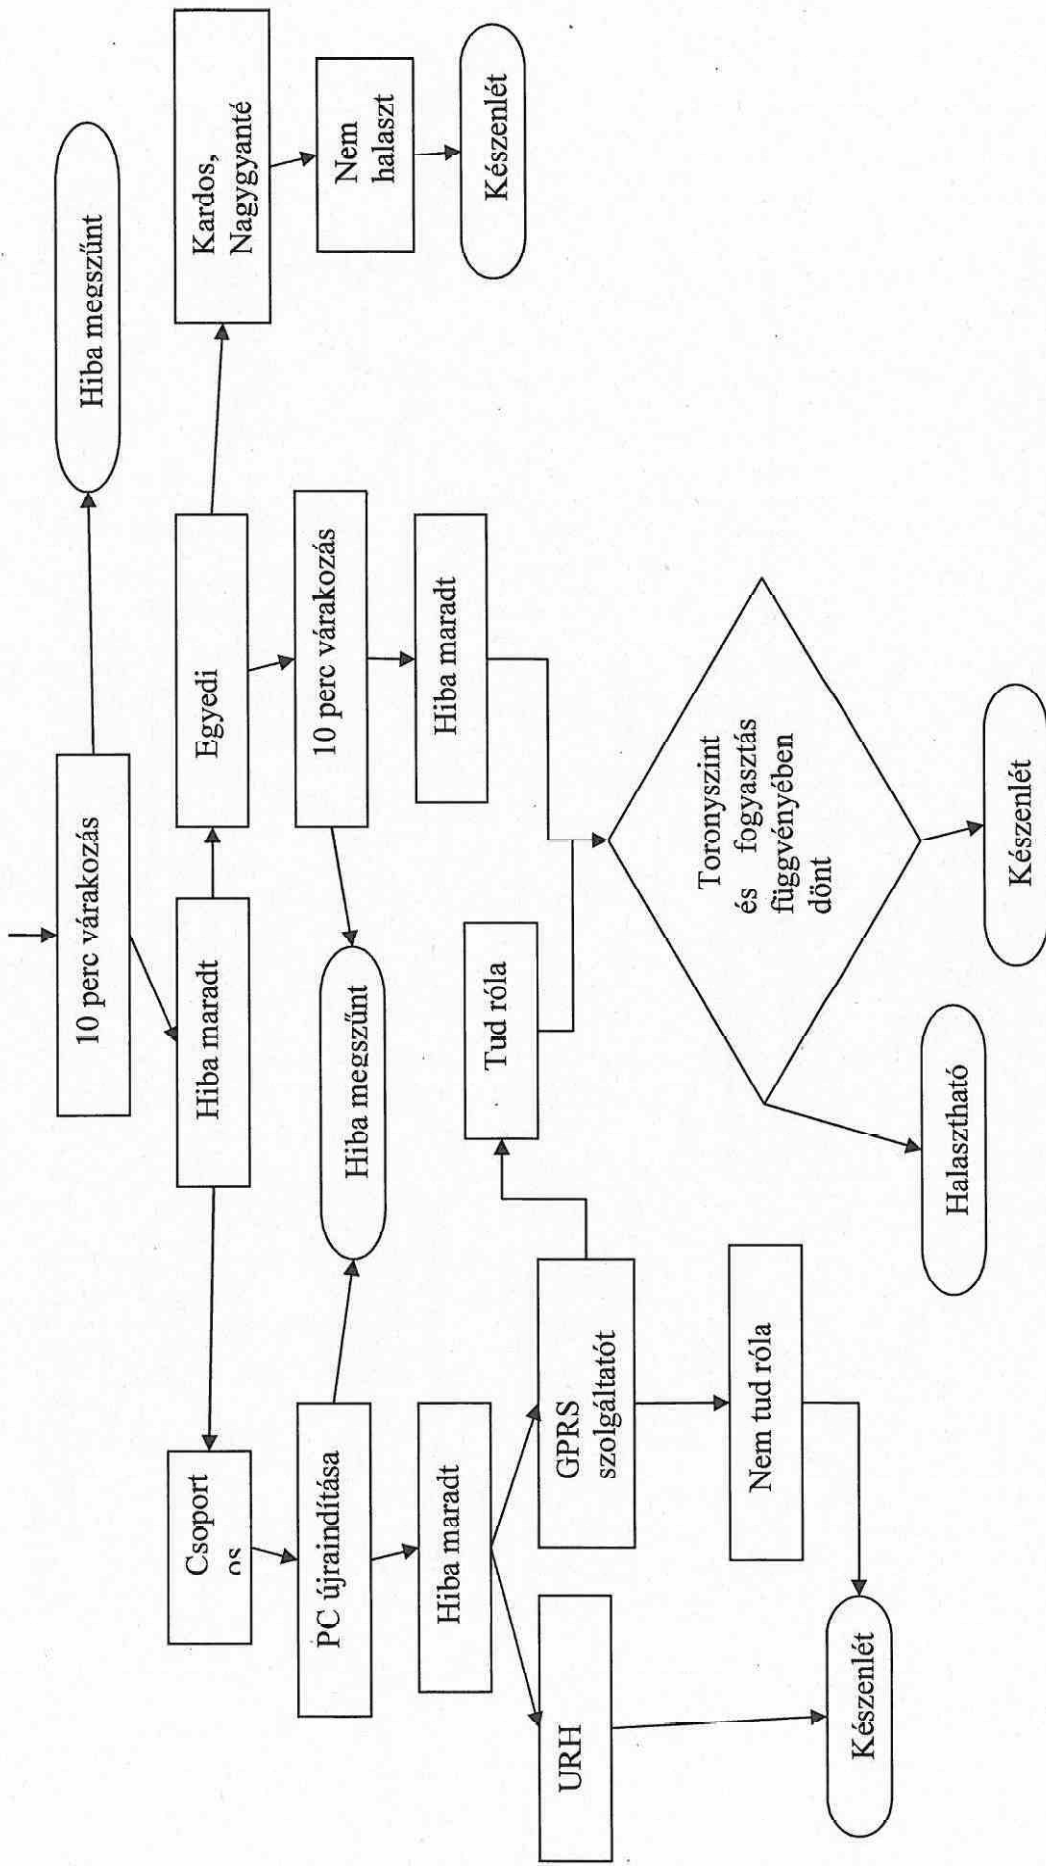 10 perc várakozás
Hiba megszűnt
Hiba maradt
Csoport
os
Egyedi
Kardos,
Nagygyanté
PC újraindítása
Hiba megszűnt
10 perc várakozás
Nem
halaszt
Hiba maradt
Hiba maradt
Készenlét
URH
GPRS
szolgáltatót
Tud róla
Nem tud róla
Toronyszint
és fogyasztás
függvényében
dönt
Készenlét
Halasztható
Készenlét